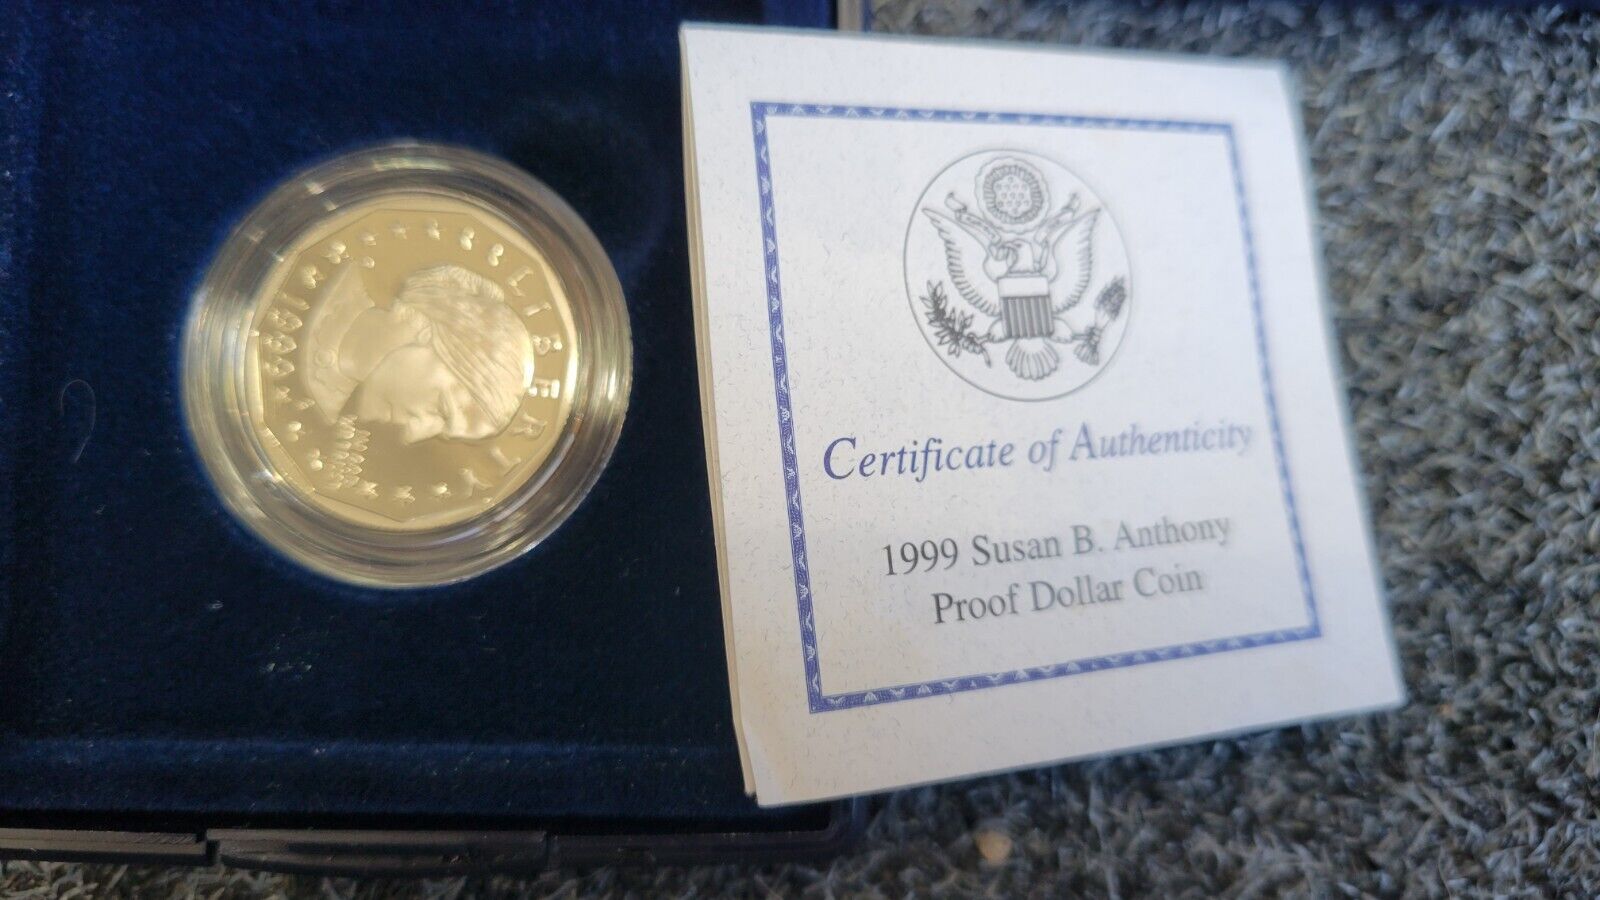 LIBERTY
1999
Certificate of Authenticity
1999 Susan B. Anthony
Proof Dollar Coin